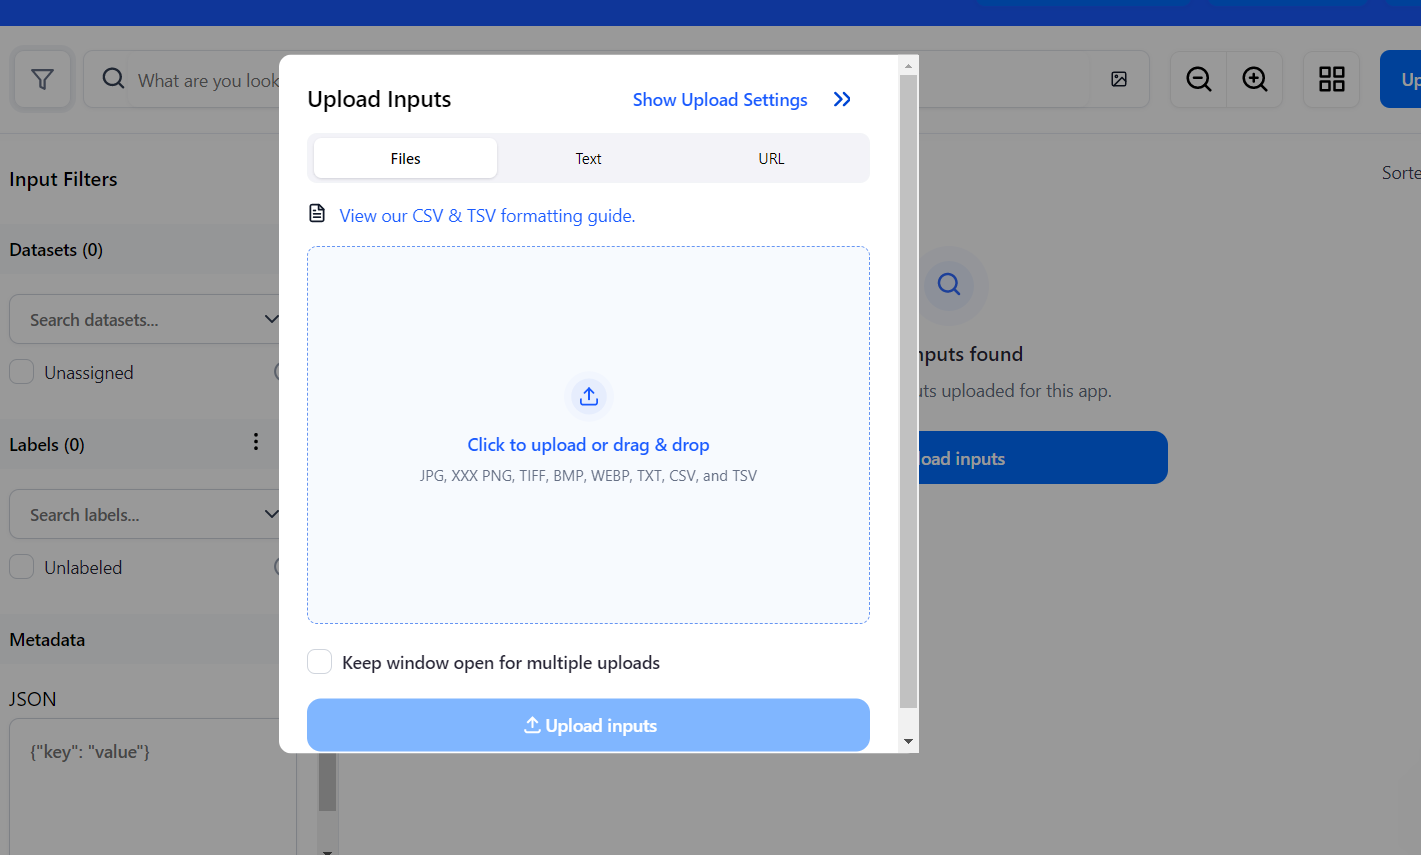 What are you look
Up
Upload Inputs
Show Upload Settings
Files
Text
URL
View our CSV & TSV formatting guide.
Click to upload or drag & drop
JPG, XXX PNG, TIFF, BMP, WEBP, TXT, CSV, and TSV
Keep window open for multiple uploads
Upload inputs
Input Filters
Datasets (0)
Search datasets...
Unassigned
Labels (0)
Search labels...
Unlabeled
Metadata
JSON
{"key": "value"}
Sorte
nputs found
uts uploaded for this app.
load inputs